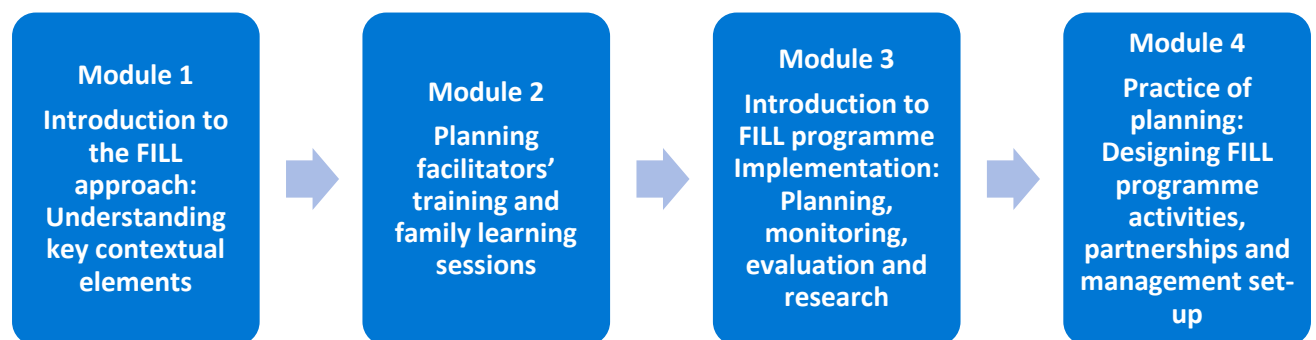 Module 1
Introduction to
the FILL
approach:
Understanding
key contextual
elements
Module 2
Planning
facilitators’
training and
family learning
sessions
Module 3
Introduction to
FILL programme
Implementation:
Planning,
monitoring,
evaluation and
research
Module 4
Practice of
planning:
Designing FILL
programme
activities,
partnerships and
management set-
up